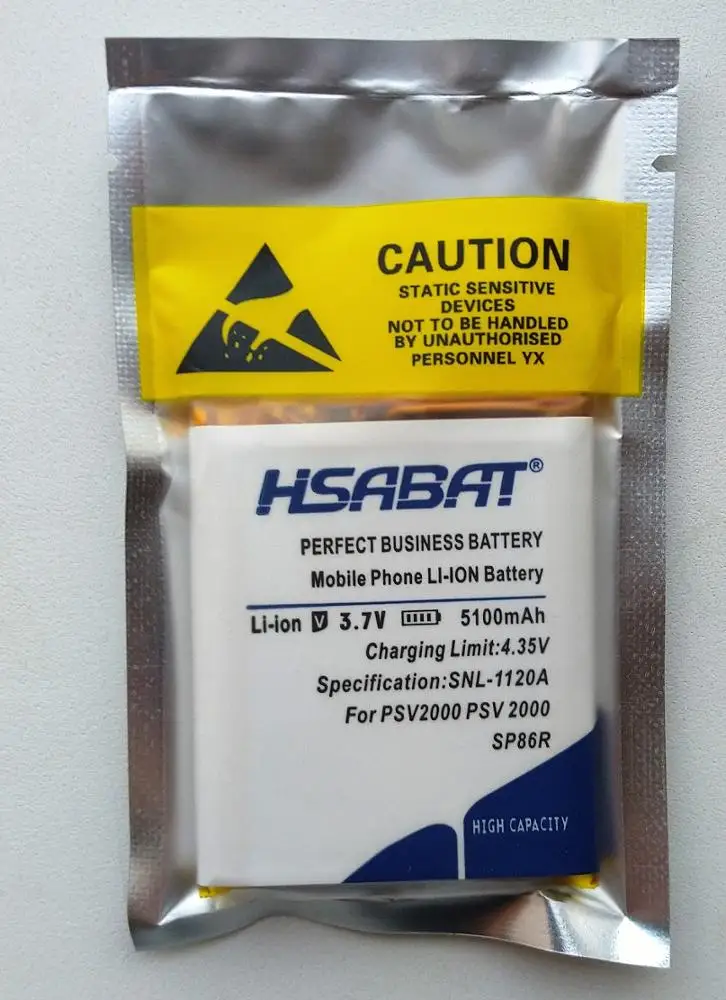 CAUTION
STATIC SENSITIVE
DEVICES
NOT TO BE HANDLED
BY UNAUTHORISED
PERSONNEL YX
HSABAT®
PERFECT BUSINESS BATTERY
Mobile Phone LI-ION Battery
Li-ion V 3.7V 5100mAh
Charging Limit:4.35V
Specification:SNL-1120A
For PSV2000 PSV 2000
SP86R
HIGH CAPACITY